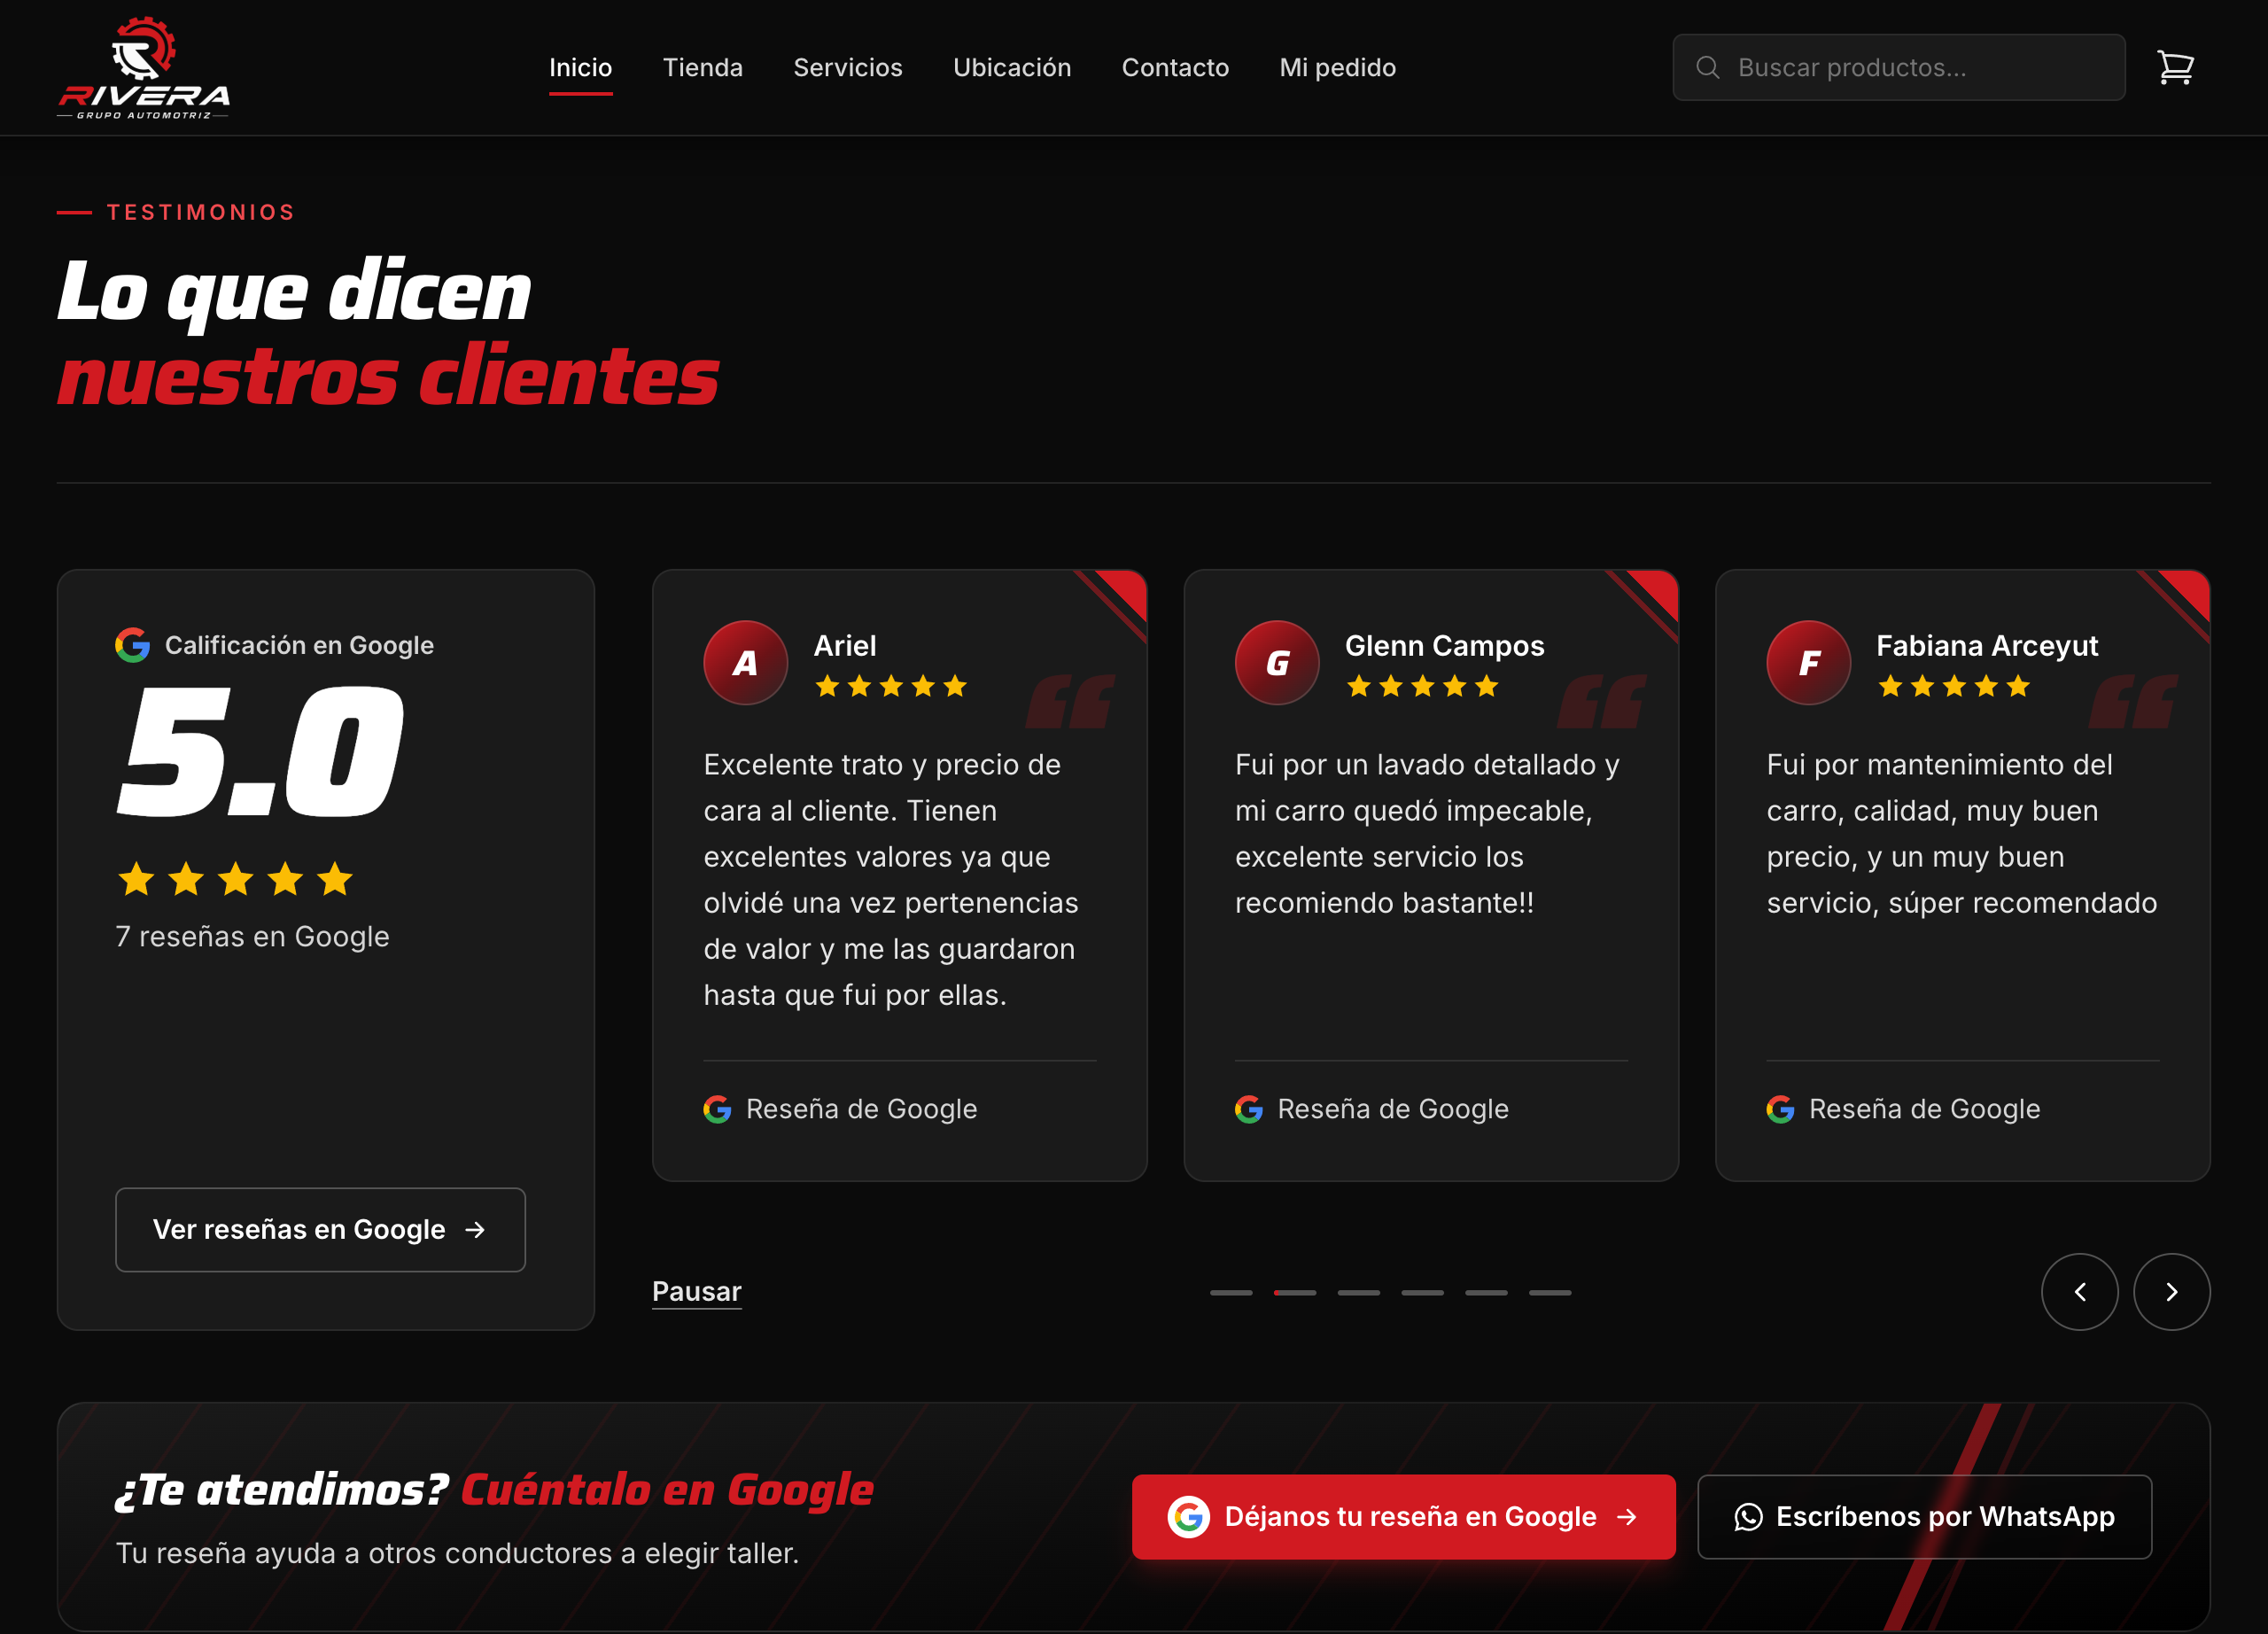 RIVERA
GRUPO AUTOMOTRIZ
Inicio
Tienda
Servicios
Ubicación
Contacto
Mi pedido
Buscar productos...
TESTIMONIOS
Lo que dicen
nuestros clientes
Calificación en Google
5.0
7 reseñas en Google
Ver reseñas en Google →
A
Ariel
Excelente trato y precio de
cara al cliente. Tienen
excelentes valores ya que
olvidé una vez pertenencias
de valor y me las guardaron
hasta que fui por ellas.
Reseña de Google
G
Glenn Campos
Fui por un lavado detallado y
mi carro quedó impecable,
excelente servicio los
recomiendo bastante!!
Reseña de Google
F
Fabiana Arceyut
Fui por mantenimiento del
carro, calidad, muy buen
precio, y un muy buen
servicio, súper recomendado
Reseña de Google
Pausar
¿Te atendimos? Cuéntalo en Google
Tu reseña ayuda a otros conductores a elegir taller.
Déjanos tu reseña en Google →
Escríbenos por WhatsApp